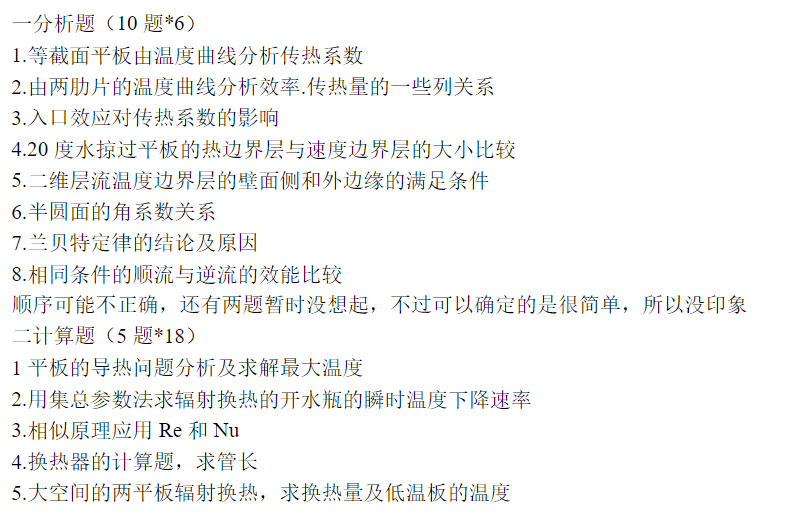 一分析题（10 题*6）
1.等截面平板由温度曲线分析传热系数
2.由两肋片的温度曲线分析效率.传热量的一些列关系
3.入口效应对传热系数的影响
4.20 度水掠过平板的热边界层与速度边界层的大小比较
5.二维层流温度边界层的壁面侧和外边缘的满足条件
6.半圆面的角系数关系
7.兰贝特定律的结论及原因
8.相同条件的顺流与逆流的效能比较
顺序可能不正确，还有两题暂时没想起，不过可以确定的是很简单，所以没印象
二计算题（5 题*18）
1 平板的导热问题分析及求解最大温度
2.用集总参数法求辐射换热的开水瓶的瞬时温度下降速率
3.相似原理应用 Re 和 Nu
4.换热器的计算题，求管长
5.大空间的两平板辐射换热，求换热量及低温板的温度